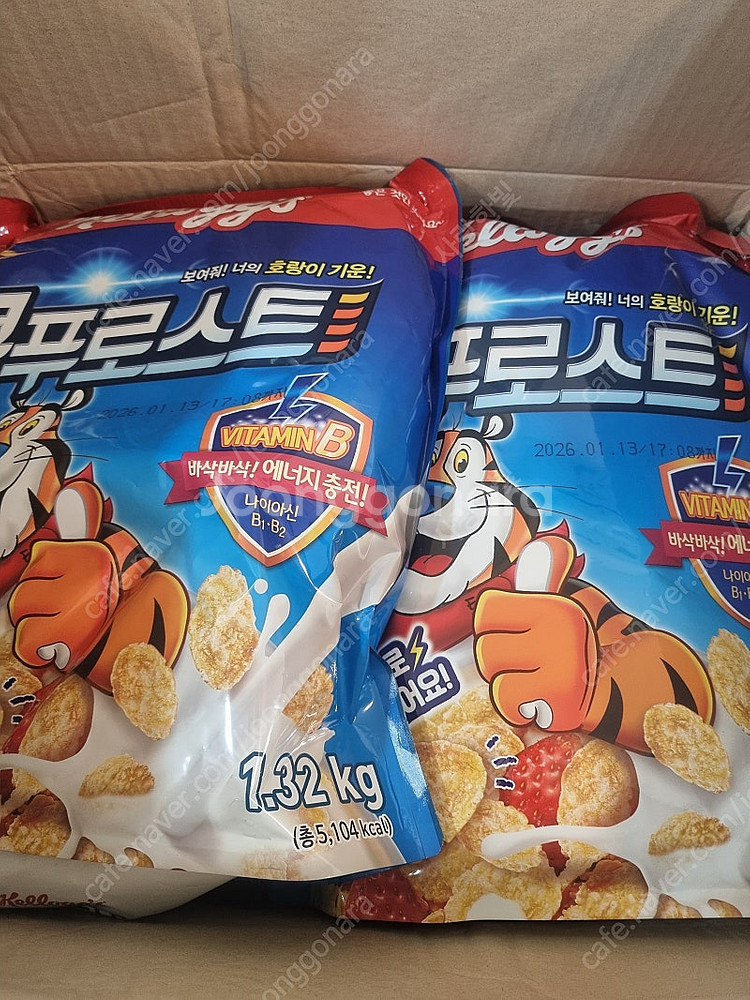 Kellogg's
보여줘! 너의 호랑이 기운!
푸로스트
2026.01.13/17:08까지
VITAMIN B
바삭바삭! 에너지 충전!
나이아신
B1·B2
1.32 kg
(총 5,104 kcal)
Kellogg's
Kellogg's
보여줘! 너의 호랑이 기운!
프로스트
2026.01.13/17:08까지
VITAMIN
바삭바삭! 에너
나이아
B1·B
로
어요!
joonggonara
cafe.naver.com/joonggonara